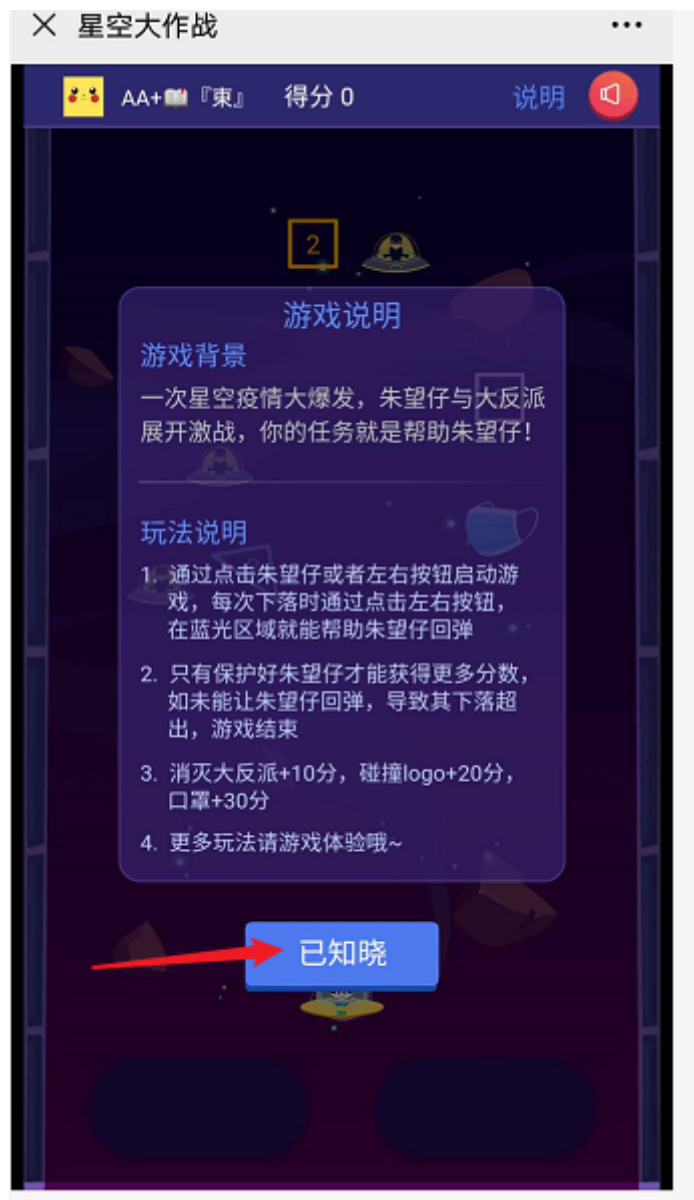 星空大作战
AA+📖『東』 得分 0 说明
2
游戏说明
游戏背景
一次星空疫情大爆发，朱望仔与大反派
展开激战，你的任务就是帮助朱望仔！
玩法说明
1. 通过点击朱望仔或者左右按钮启动游
戏，每次下落时通过点击左右按钮，
在蓝光区域就能帮助朱望仔回弹
2. 只有保护好朱望仔才能获得更多分数，
如未能让朱望仔回弹，导致其下落超
出，游戏结束
3. 消灭大反派+10分，碰撞logo+20分，
口罩+30分
4. 更多玩法请游戏体验哦~
已知晓